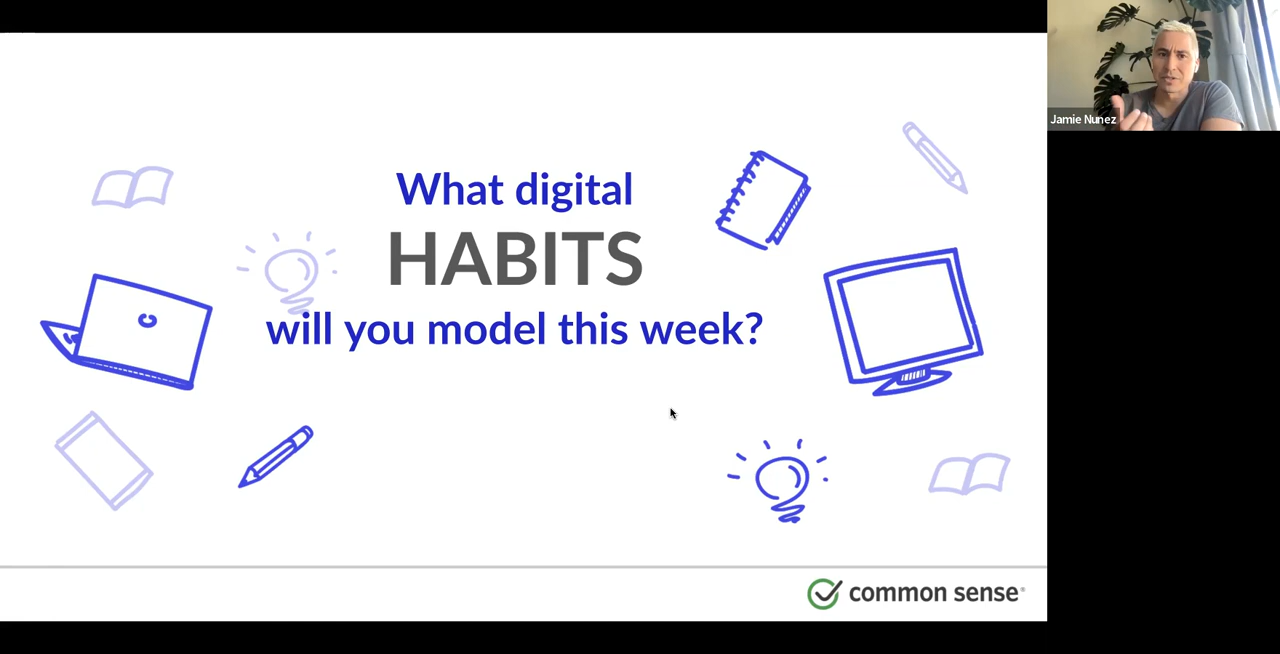 What digital
HABITS
will you model this week?
common sense®
Jamie Nunez